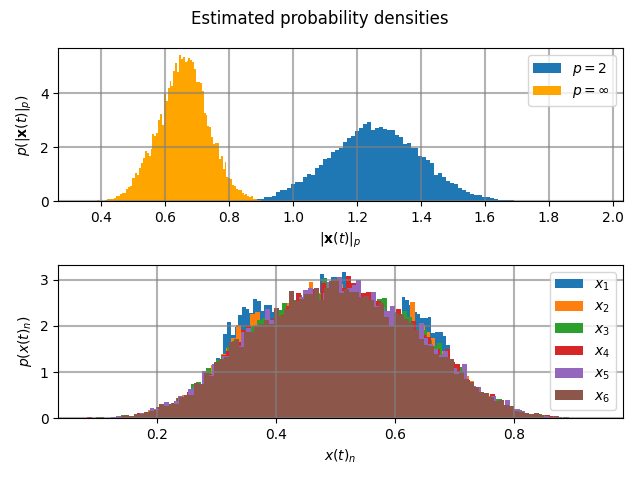 Estimated probability densities
p(|x(t)|ₚ)
4
2
0
p = 2
p = ∞
0.4 0.6 0.8 1.0 1.2 1.4 1.6 1.8 2.0
|x(t)|ₚ
p(x(t)ₙ)
3
2
1
0
x₁
x₂
x₃
x₄
x₅
x₆
0.2 0.4 0.6 0.8
x(t)ₙ